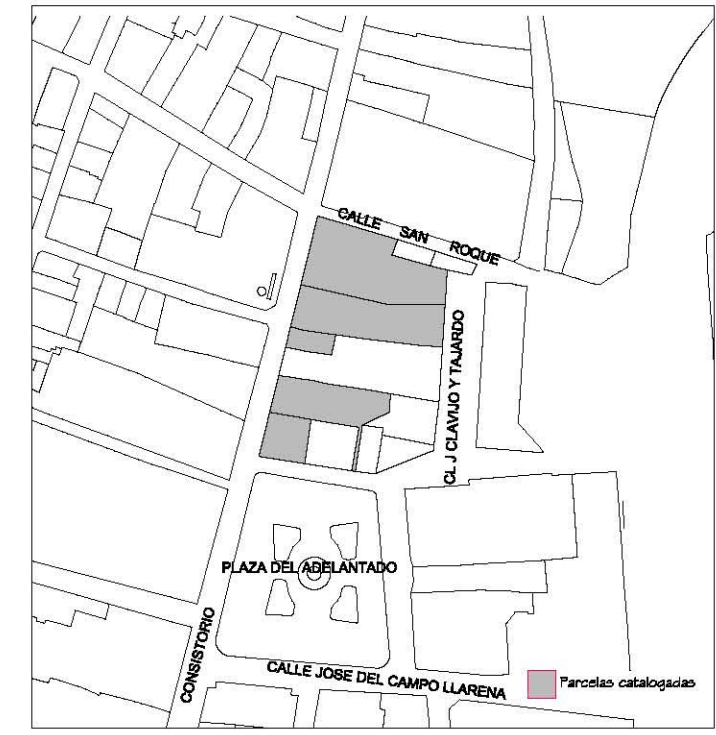 CALLE SAN ROQUE
CL J CLAVIJO Y TAJARDO
PLAZA DEL ADELANTADO
CONSISTORIO
CALLE JOSE DEL CAMPO LLARENA
Parcelas catalogadas